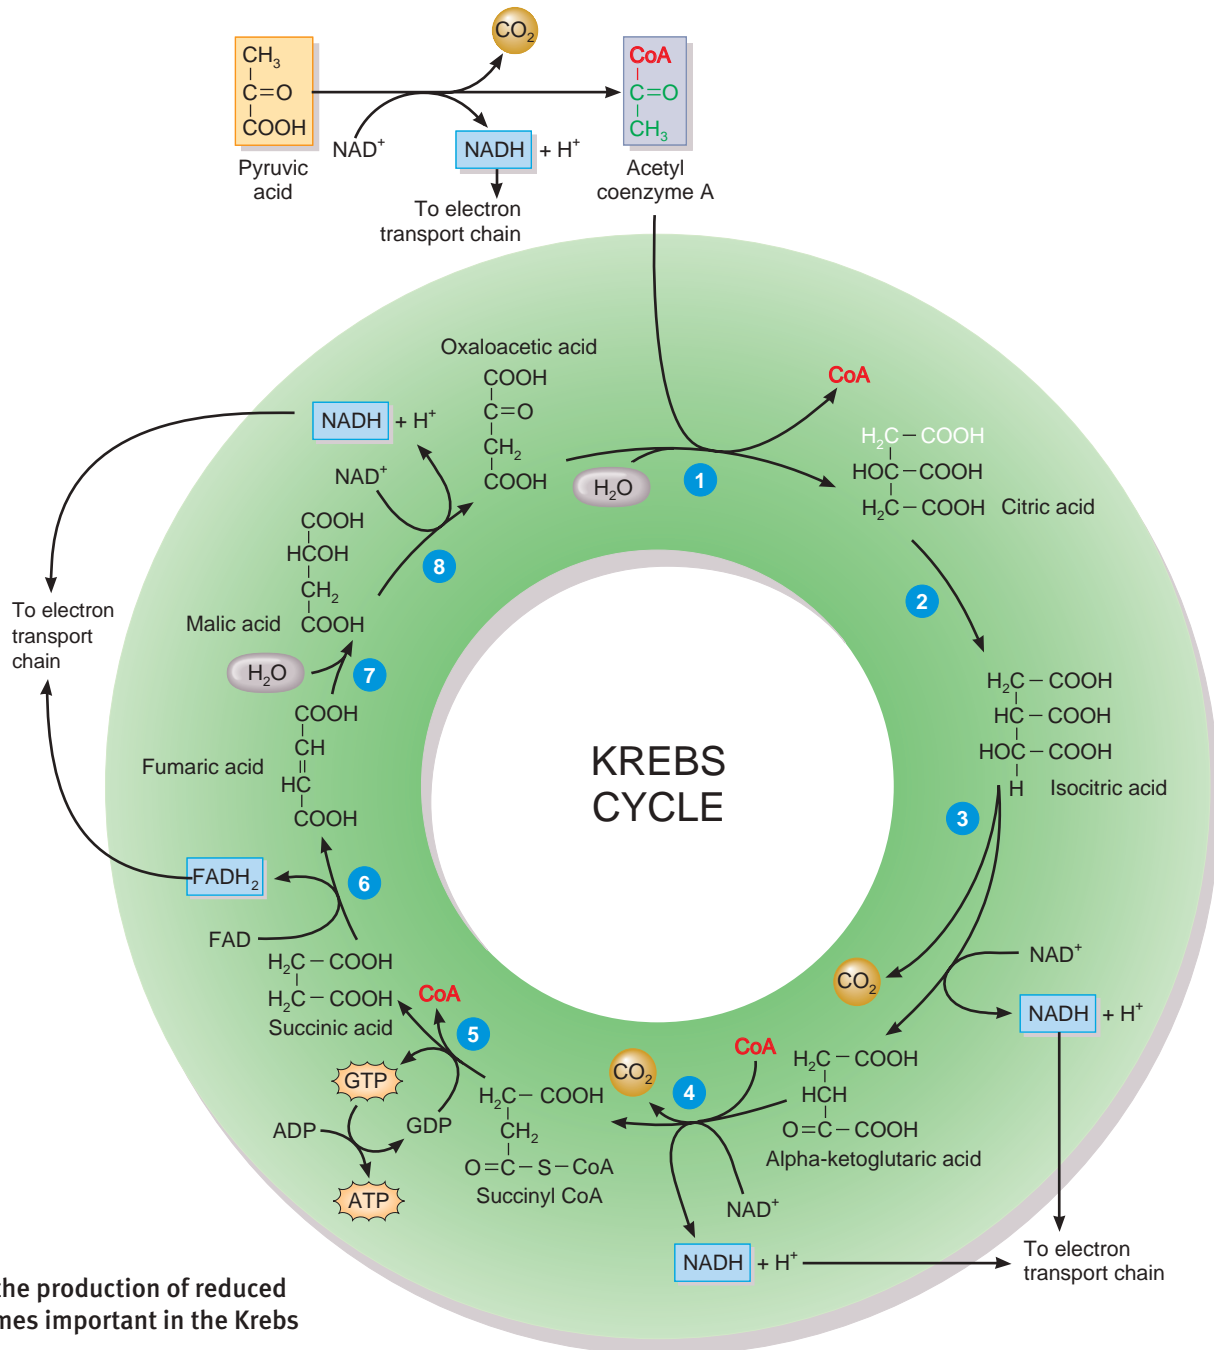 CO₂
CH₃
C=O
COOH
Pyruvic
acid
NAD⁺
NADH + H⁺
To electron
transport chain
CoA
C=O
CH₃
Acetyl
coenzyme A
Oxaloacetic acid
COOH
C=O
CH₂
COOH
H₂O
1
CoA
H₂C – COOH
HOC – COOH
H₂C – COOH
Citric acid
2
H₂C – COOH
HC – COOH
HOC – COOH
H
Isocitric acid
3
CO₂
NAD⁺
NADH + H⁺
H₂C – COOH
HCH
O=C – COOH
Alpha-ketoglutaric acid
CoA
4
CO₂
NAD⁺
NADH + H⁺
To electron
transport chain
H₂C – COOH
CH₂
O=C – S – CoA
Succinyl CoA
5
CoA
GTP
GDP
ADP
ATP
H₂C – COOH
H₂C – COOH
Succinic acid
6
FAD
FADH₂
COOH
CH
HC
COOH
Fumaric acid
7
H₂O
COOH
HCOH
CH₂
COOH
Malic acid
8
NAD⁺
NADH + H⁺
To electron
transport
chain
KREBS
CYCLE
the production of reduced
mes important in the Krebs